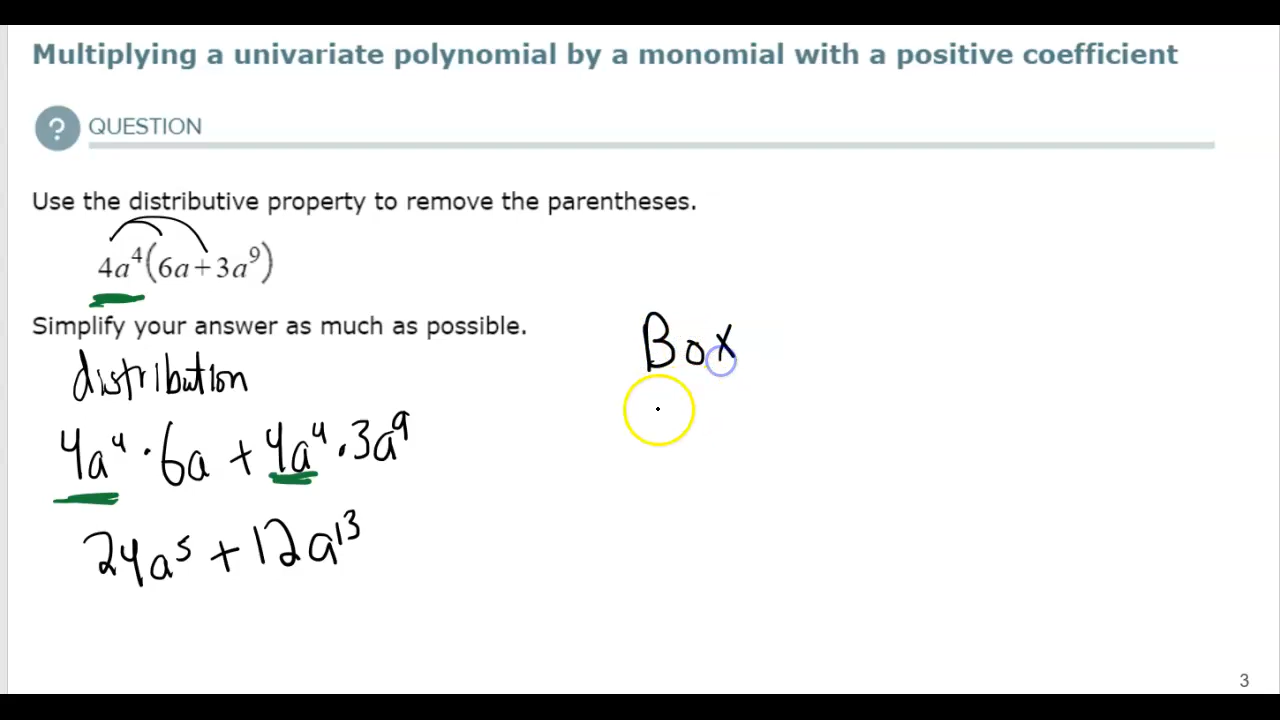 Multiplying a univariate polynomial by a monomial with a positive coefficient
? QUESTION
Use the distributive property to remove the parentheses.
4a⁴(6a+3a⁹)
Simplify your answer as much as possible.
distribution
4a⁴·6a + 4a⁴·3a⁹
24a⁵ + 12a¹³
Box
3